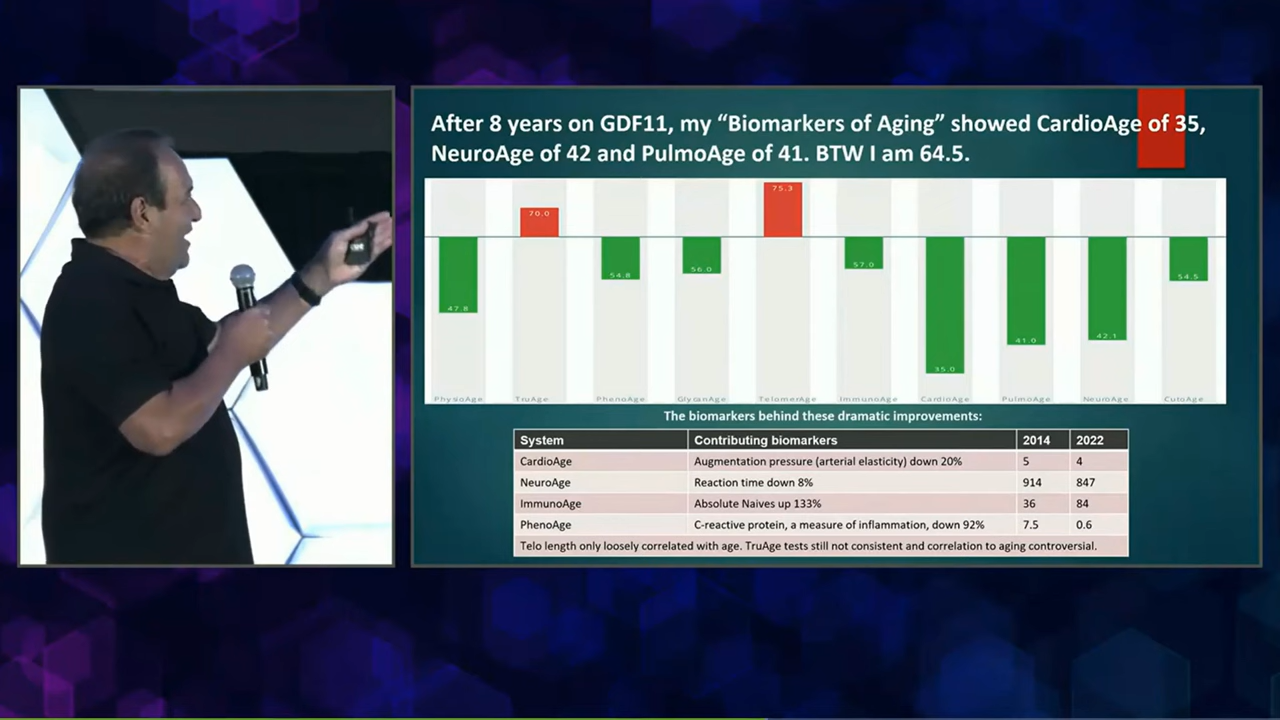 After 8 years on GDF11, my “Biomarkers of Aging” showed CardioAge of 35,
NeuroAge of 42 and PulmoAge of 41. BTW I am 64.5.
47.8
70.0
54.8
56.0
75.3
57.0
35.0
41.0
42.1
54.5
PhysioAge TruAge PhenoAge GlycanAge TelomerAge ImmunoAge CardioAge PulmoAge NeuroAge CutoAge
The biomarkers behind these dramatic improvements:
System Contributing biomarkers 2014 2022
CardioAge Augmentation pressure (arterial elasticity) down 20% 5 4
NeuroAge Reaction time down 8% 914 847
ImmunoAge Absolute Naives up 133% 36 84
PhenoAge C-reactive protein, a measure of inflammation, down 92% 7.5 0.6
Telo length only loosely correlated with age. TruAge tests still not consistent and correlation to aging controversial.